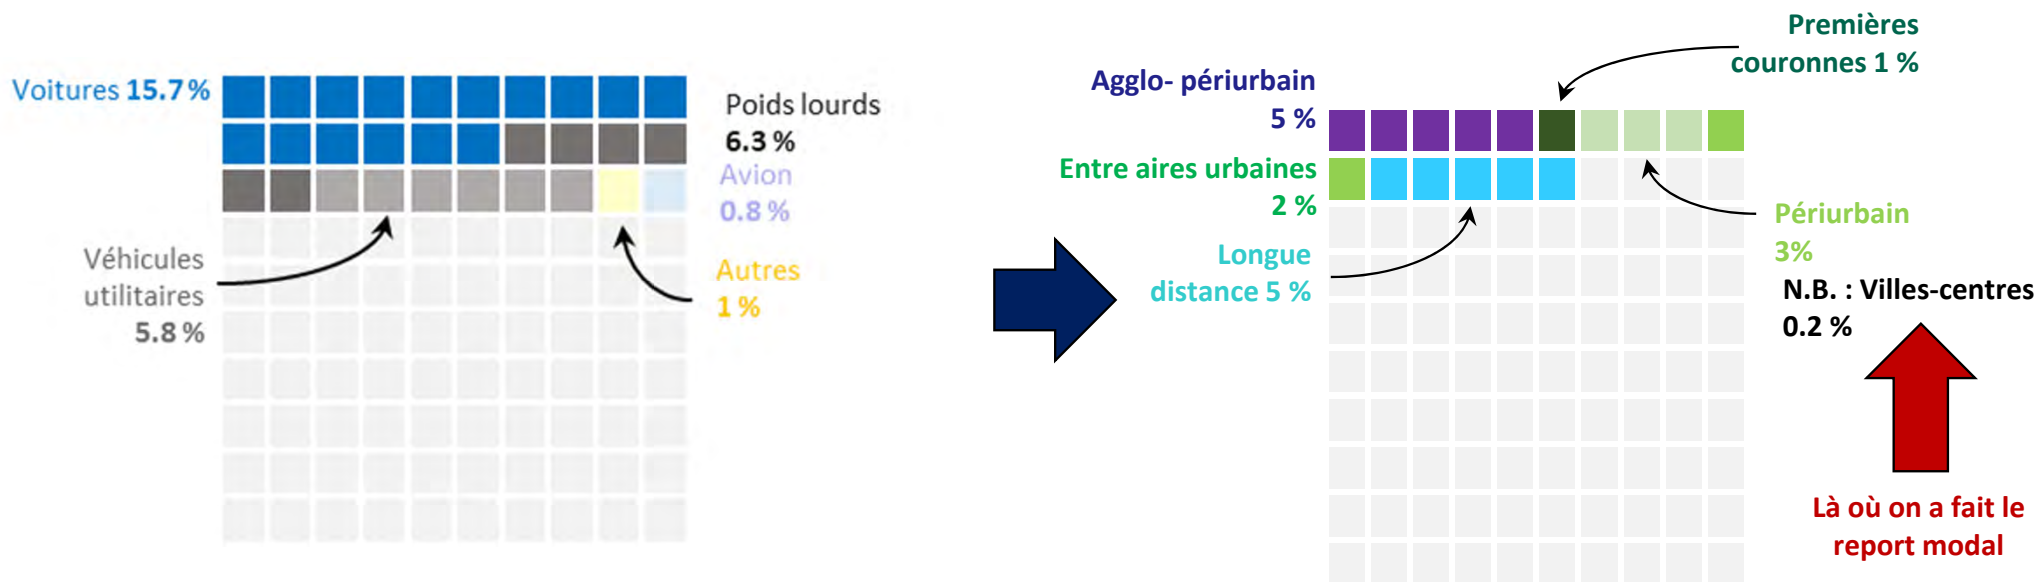 Voitures 15.7 %
Poids lourds
6.3 %
Avion
0.8 %
Véhicules
utilitaires
5.8 %
Autres
1 %
Premières
couronnes 1 %
Agglo- périurbain
5 %
Entre aires urbaines
2 %
Longue
distance 5 %
Périurbain
3%
N.B. : Villes-centres
0.2 %
Là où on a fait le
report modal